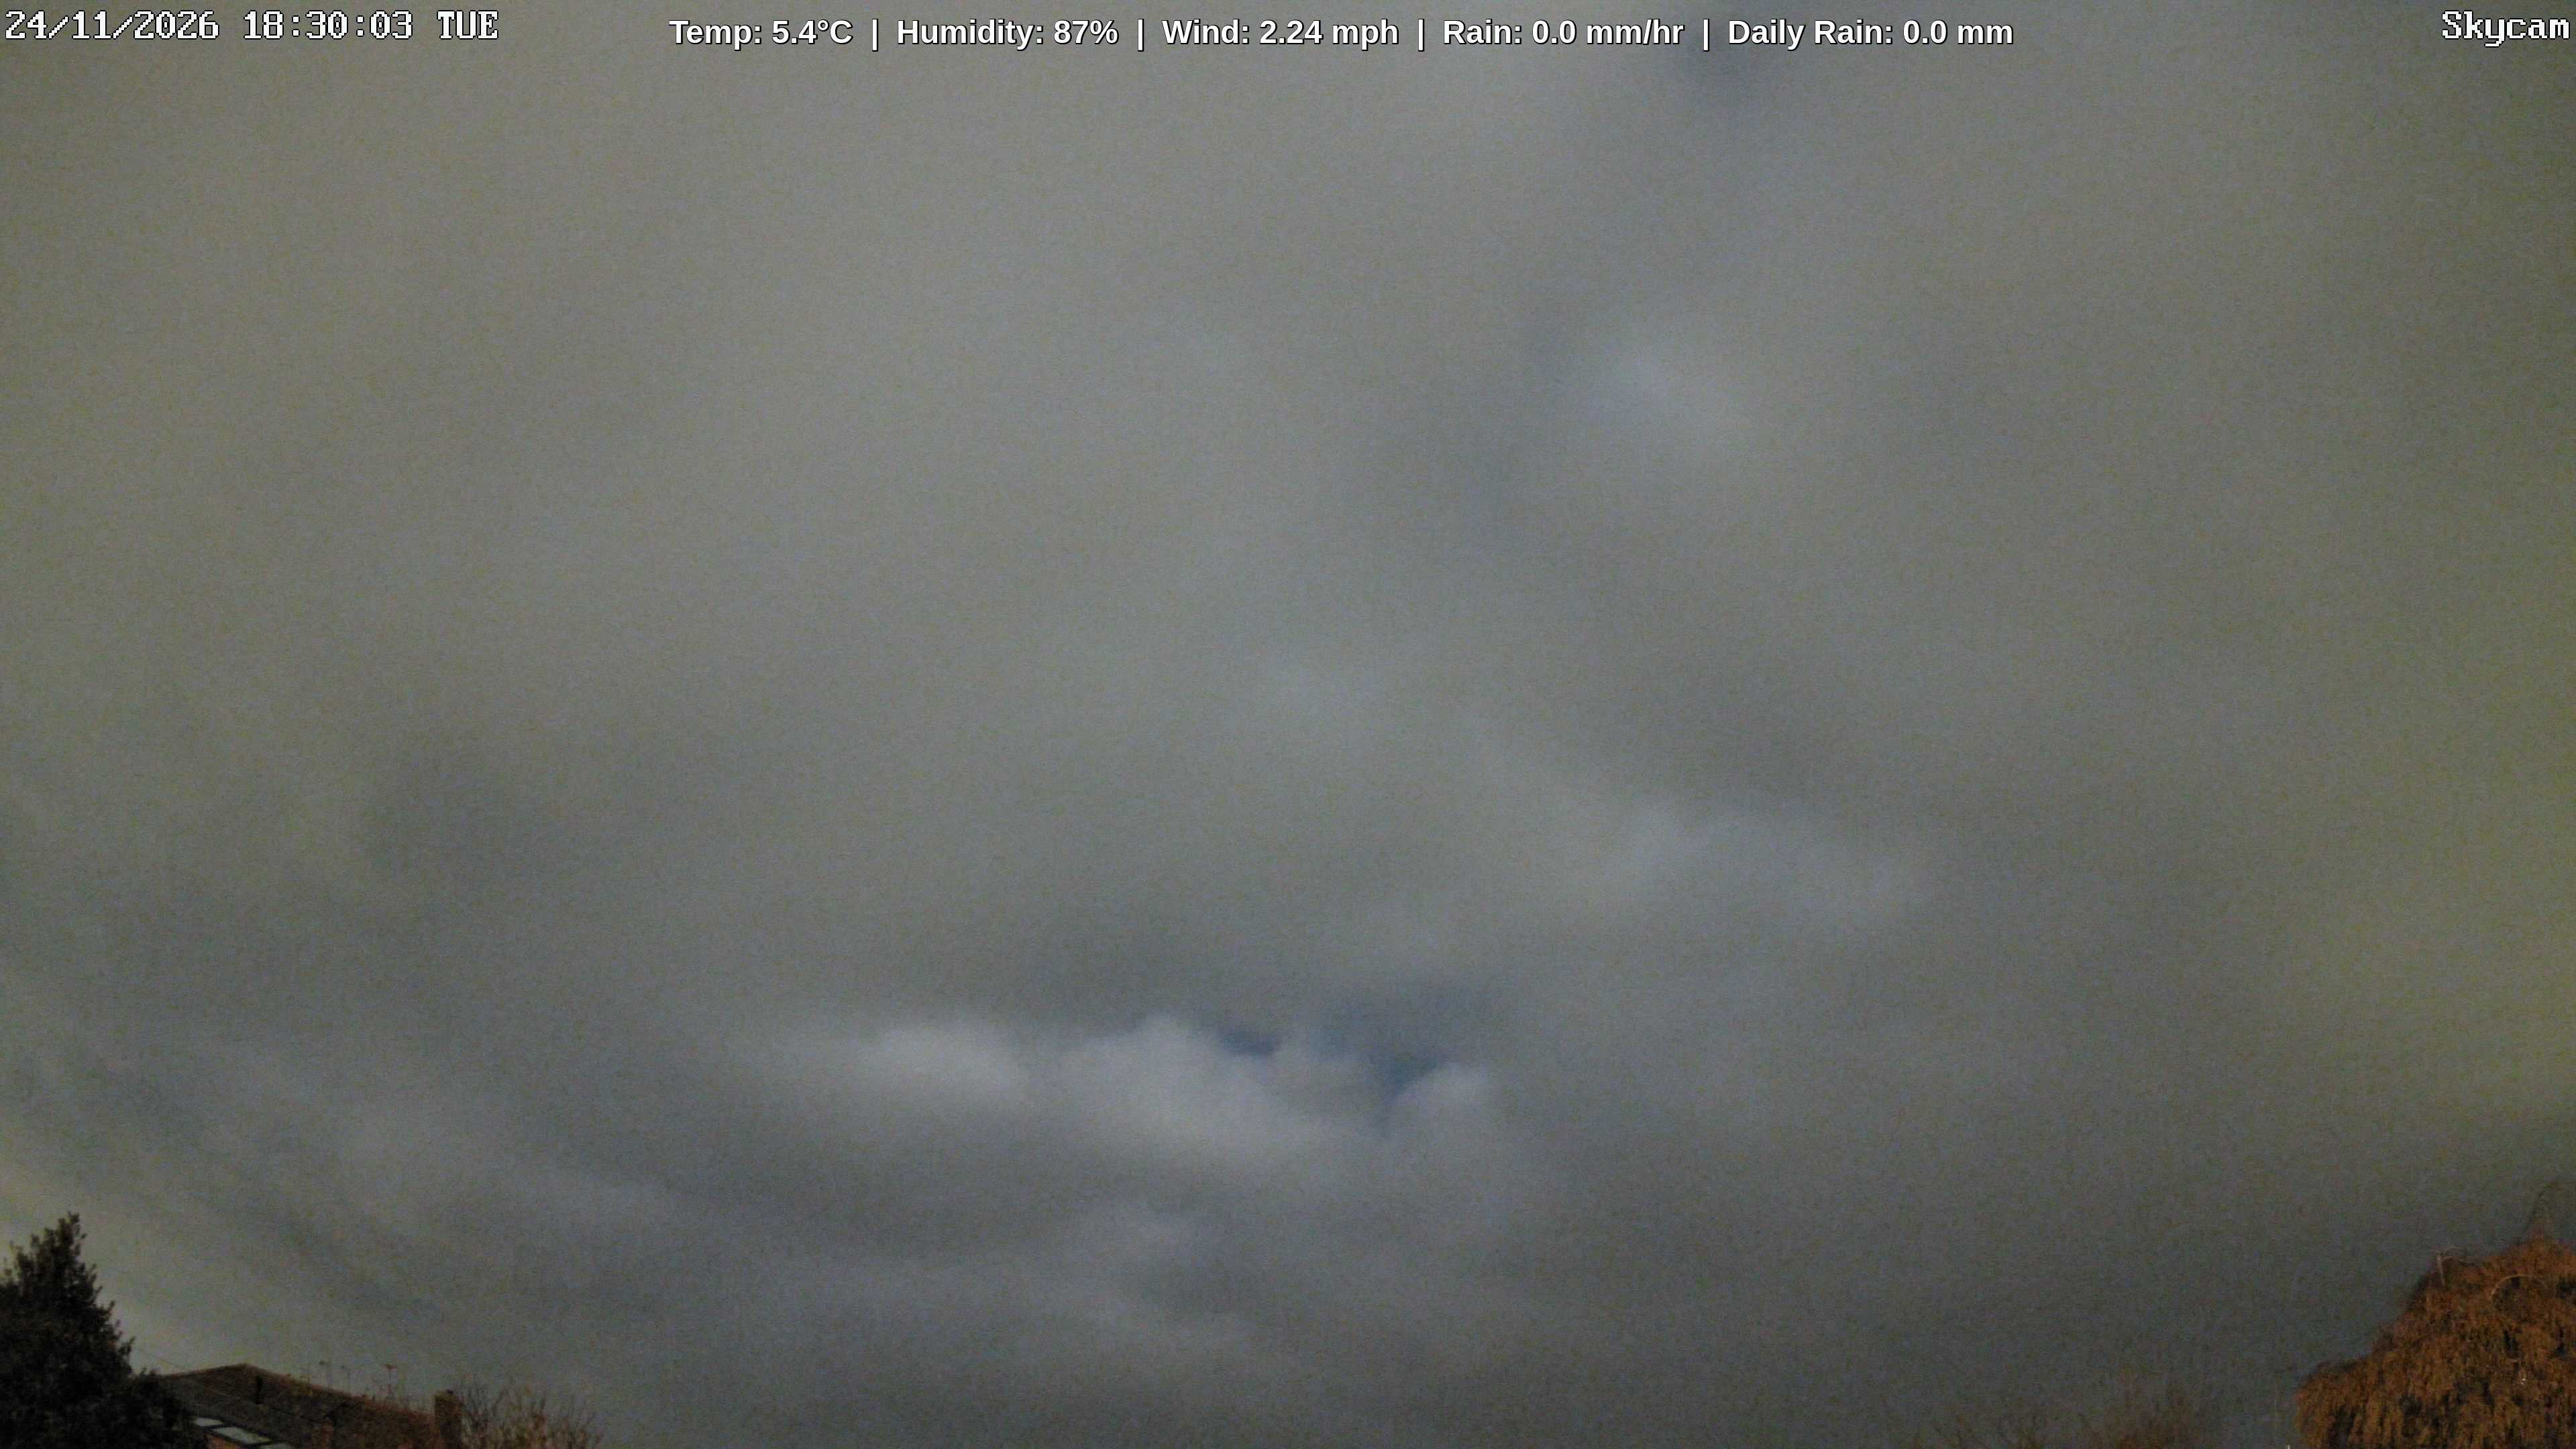 24/11/2026 18:30:03 TUE
Temp: 5.4°C | Humidity: 87% | Wind: 2.24 mph | Rain: 0.0 mm/hr | Daily Rain: 0.0 mm
Skycam